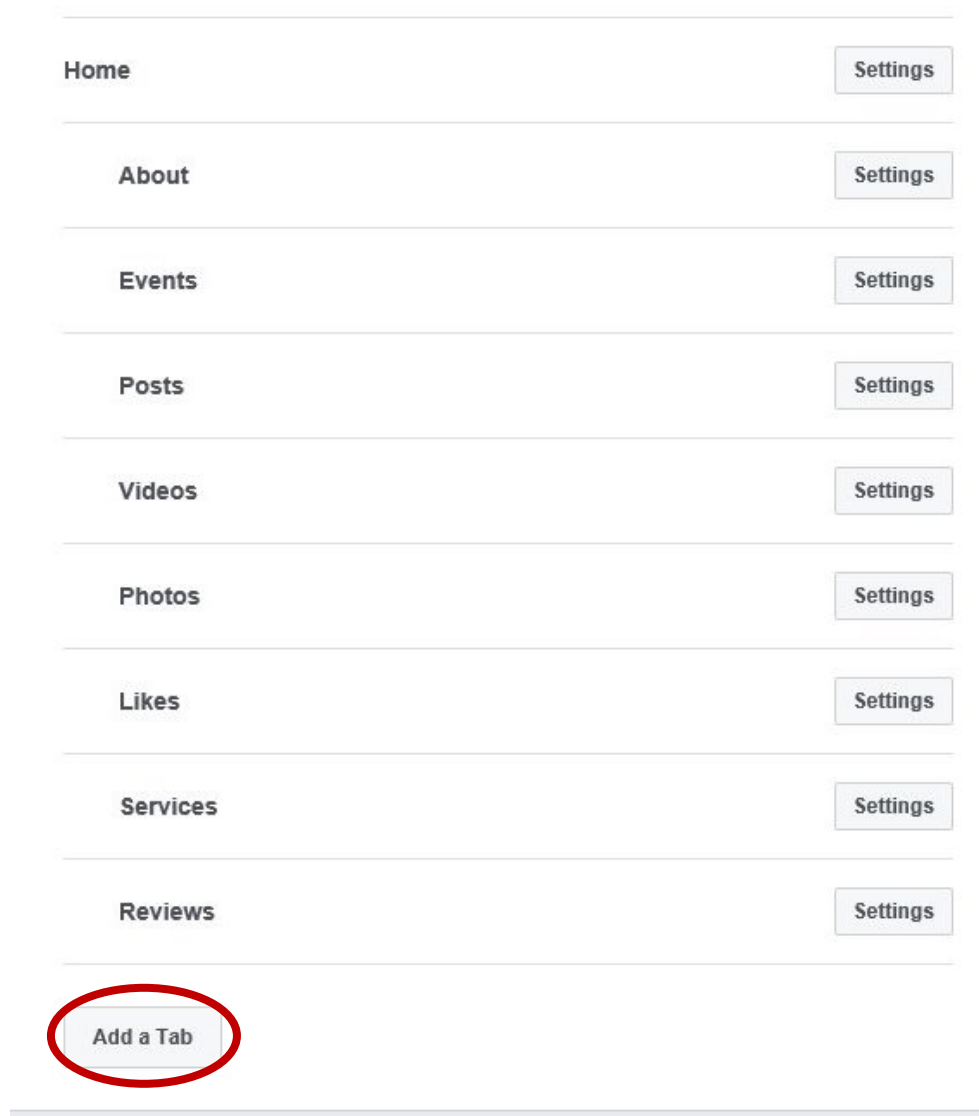 Home Settings
About Settings
Events Settings
Posts Settings
Videos Settings
Photos Settings
Likes Settings
Services Settings
Reviews Settings
Add a Tab